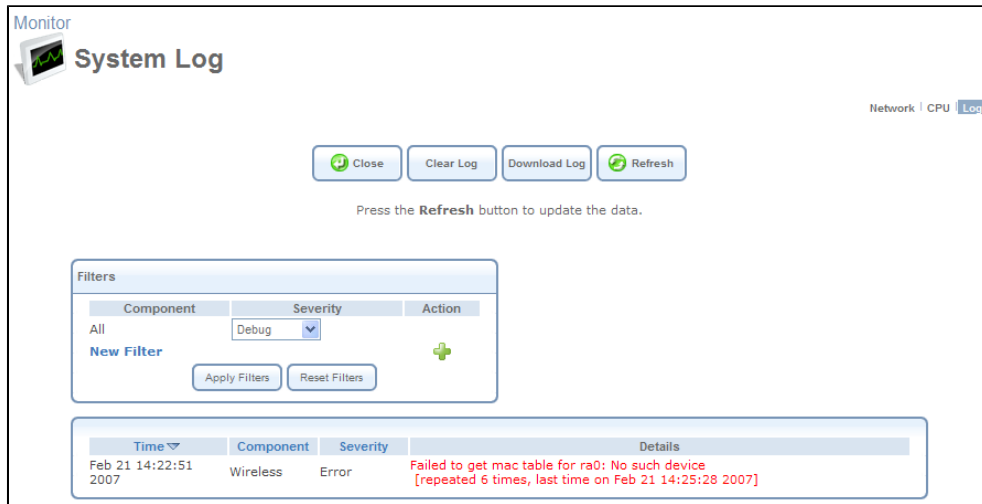 Monitor
System Log
Network | CPU | Log
Close Clear Log Download Log Refresh
Press the Refresh button to update the data.
Filters
Component Severity Action
All Debug
New Filter
Apply Filters Reset Filters
Time Component Severity Details
Feb 21 14:22:51 2007 Wireless Error Failed to get mac table for ra0: No such device
[repeated 6 times, last time on Feb 21 14:25:28 2007]